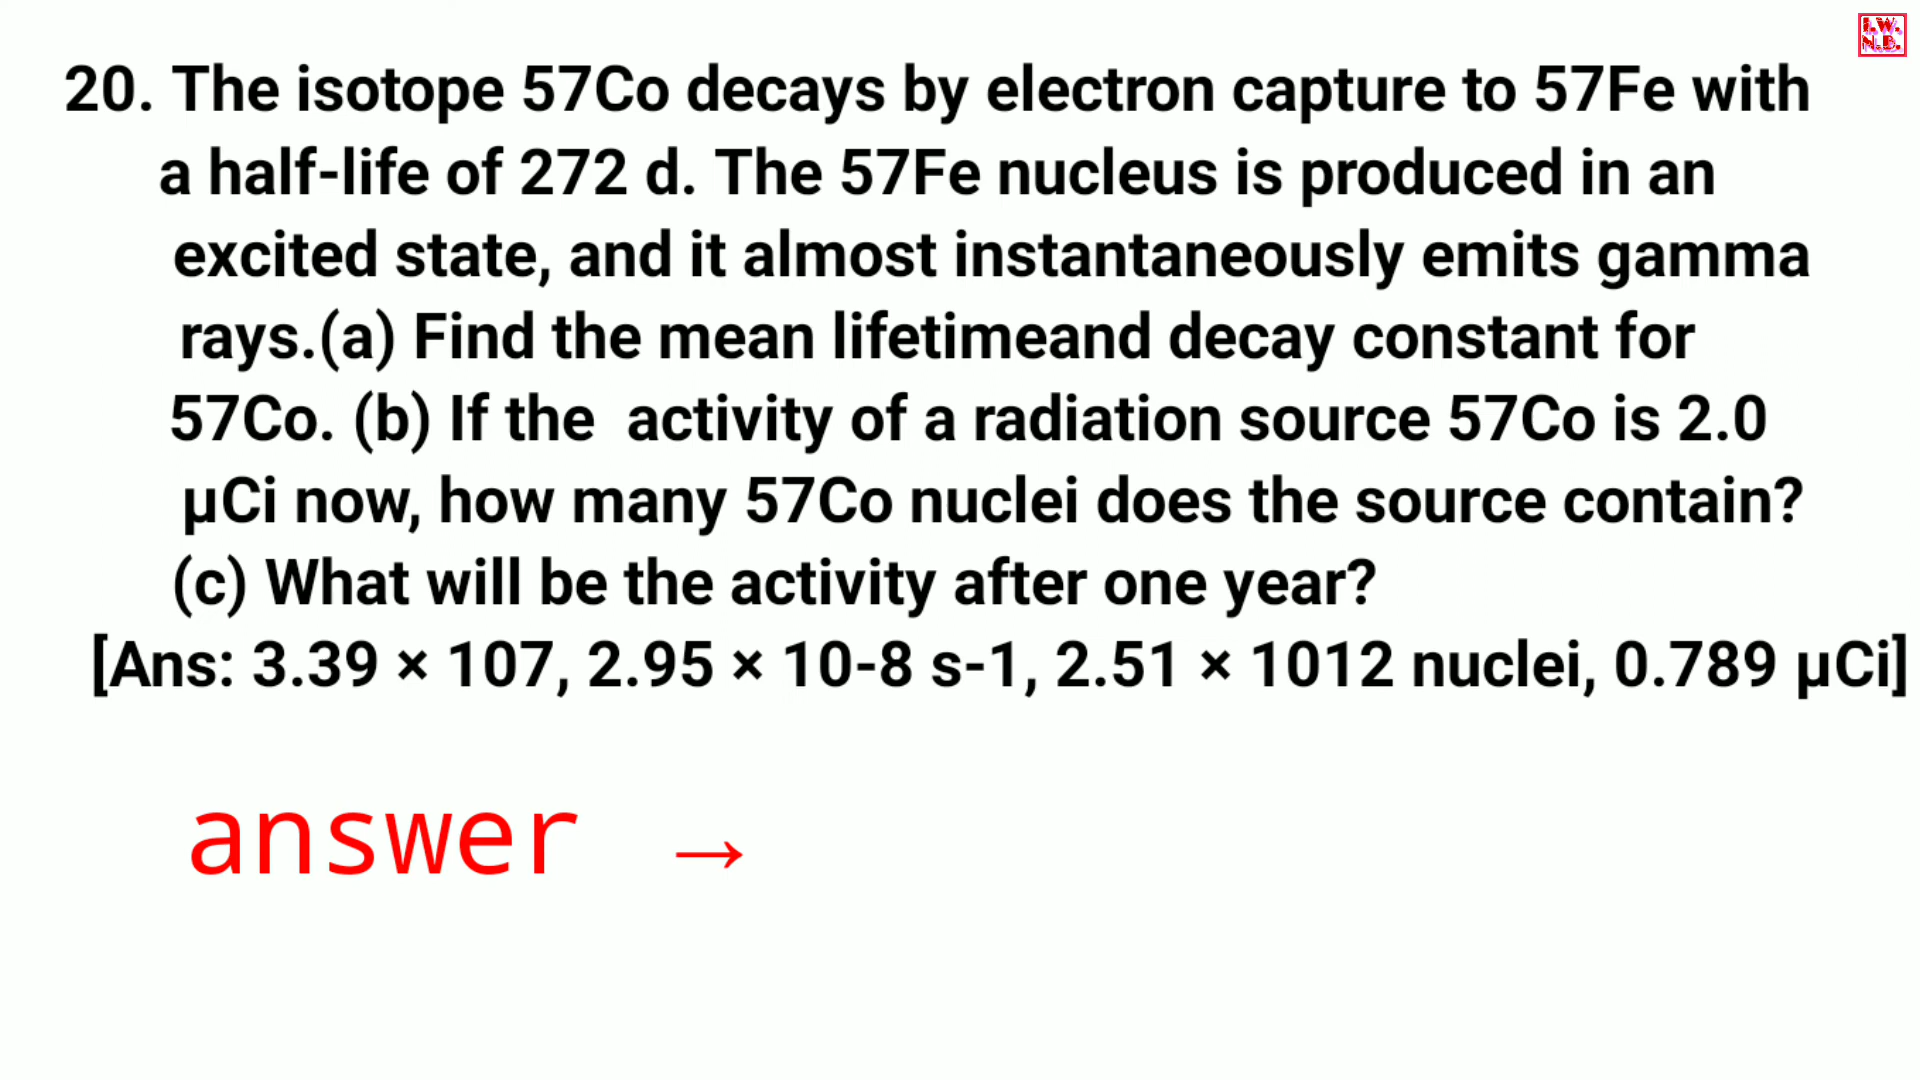 I.W.
N.B.
20. The isotope 57Co decays by electron capture to 57Fe with
a half-life of 272 d. The 57Fe nucleus is produced in an
excited state, and it almost instantaneously emits gamma
rays.(a) Find the mean lifetimeand decay constant for
57Co. (b) If the  activity of a radiation source 57Co is 2.0
μCi now, how many 57Co nuclei does the source contain?
(c) What will be the activity after one year?
[Ans: 3.39 × 107, 2.95 × 10-8 s-1, 2.51 × 1012 nuclei, 0.789 μCi]
answer →